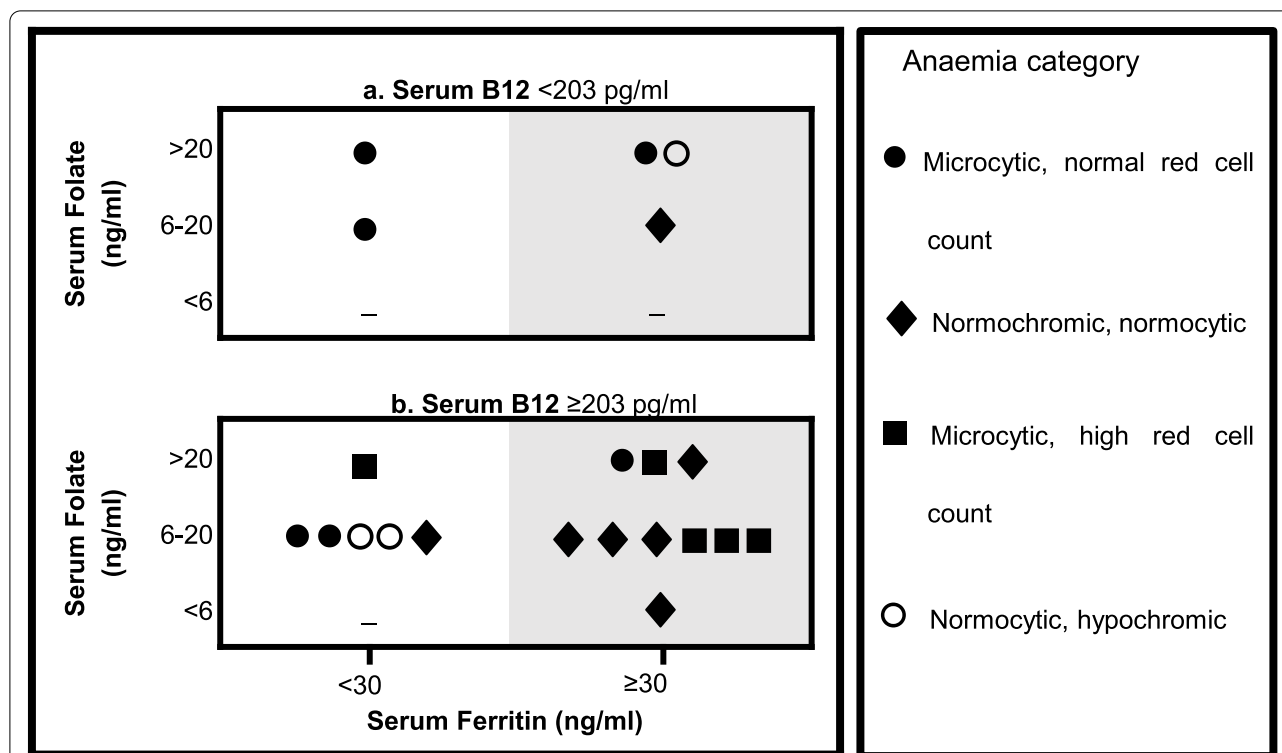 a. Serum B12 <203 pg/ml
Serum Folate
(ng/ml)
>20
6-20
<6
–
–
b. Serum B12 ≥203 pg/ml
Serum Folate
(ng/ml)
>20
6-20
<6
–
<30
≥30
Serum Ferritin (ng/ml)
Anaemia category
Microcytic, normal red cell
count
Normochromic, normocytic
Microcytic, high red cell
count
Normocytic, hypochromic